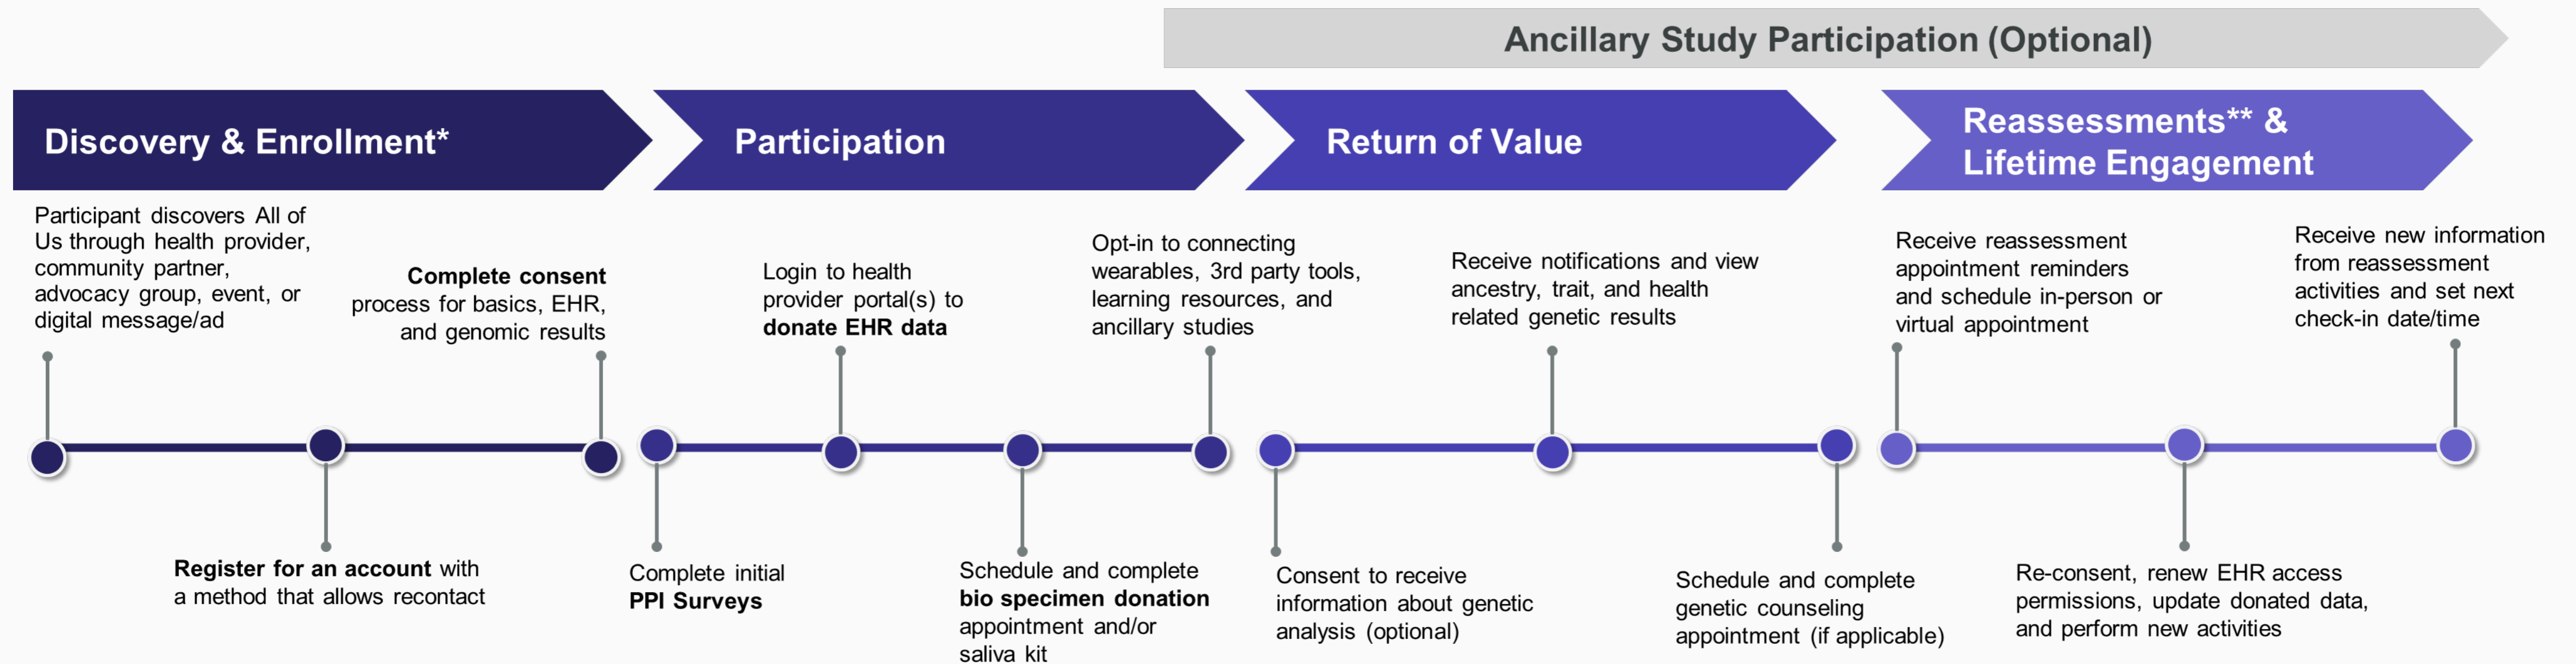 Ancillary Study Participation (Optional)
Discovery & Enrollment*
Participation
Return of Value
Reassessments** &
Lifetime Engagement
Participant discovers All of
Us through health provider,
community partner,
advocacy group, event, or
digital message/ad
Complete consent
process for basics, EHR,
and genomic results
Login to health
provider portal(s) to
donate EHR data
Opt-in to connecting
wearables, 3rd party tools,
learning resources, and
ancillary studies
Receive notifications and view
ancestry, trait, and health
related genetic results
Receive reassessment
appointment reminders
and schedule in-person or
virtual appointment
Receive new information
from reassessment
activities and set next
check-in date/time
Register for an account with
a method that allows recontact
Complete initial
PPI Surveys
Schedule and complete
bio specimen donation
appointment and/or
saliva kit
Consent to receive
information about genetic
analysis (optional)
Schedule and complete
genetic counseling
appointment (if applicable)
Re-consent, renew EHR access
permissions, update donated data,
and perform new activities